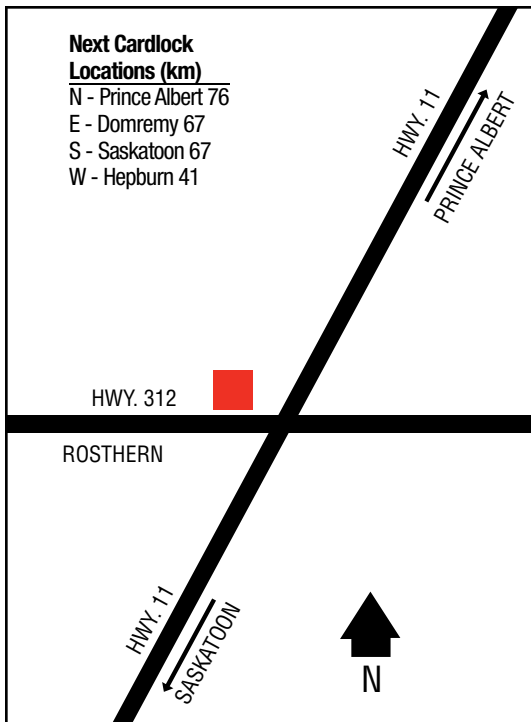 Next Cardlock
Locations (km)
N - Prince Albert 76
E - Domremy 67
S - Saskatoon 67
W - Hepburn 41
HWY. 11
PRINCE ALBERT
HWY. 312
ROSTHERN
HWY. 11
SASKATOON
N